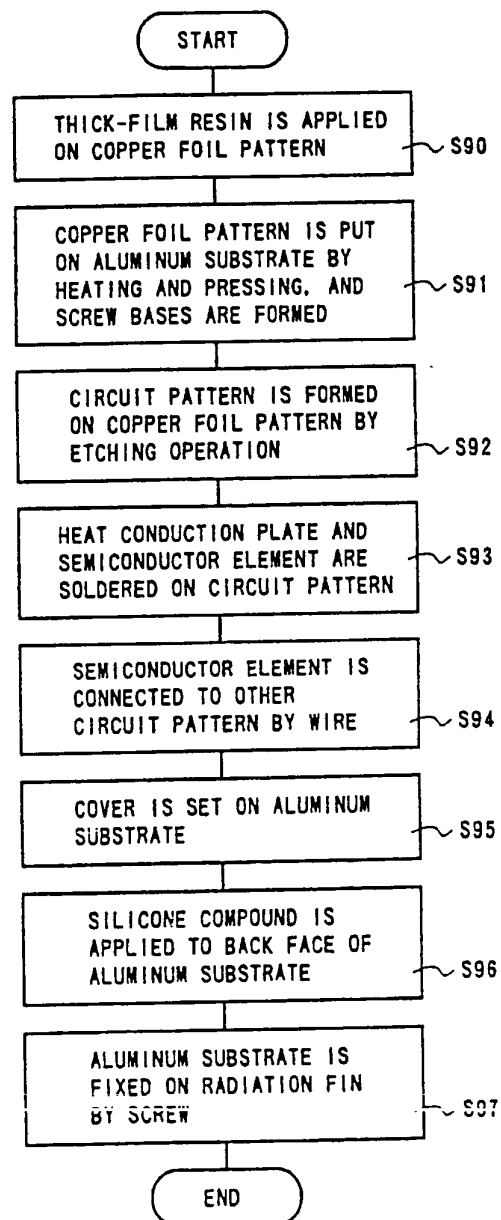 START
THICK-FILM RESIN IS APPLIED
ON COPPER FOIL PATTERN
S90
COPPER FOIL PATTERN IS PUT
ON ALUMINUM SUBSTRATE BY
HEATING AND PRESSING, AND
SCREW BASES ARE FORMED
S91
CIRCUIT PATTERN IS FORMED
ON COPPER FOIL PATTERN BY
ETCHING OPERATION
S92
HEAT CONDUCTION PLATE AND
SEMICONDUCTOR ELEMENT ARE
SOLDERED ON CIRCUIT PATTERN
S93
SEMICONDUCTOR ELEMENT IS
CONNECTED TO OTHER
CIRCUIT PATTERN BY WIRE
S94
COVER IS SET ON ALUMINUM
SUBSTRATE
S95
SILICONE COMPOUND IS
APPLIED TO BACK FACE OF
ALUMINUM SUBSTRATE
S96
ALUMINUM SUBSTRATE IS
FIXED ON RADIATION FIN
BY SCREW
S97
END